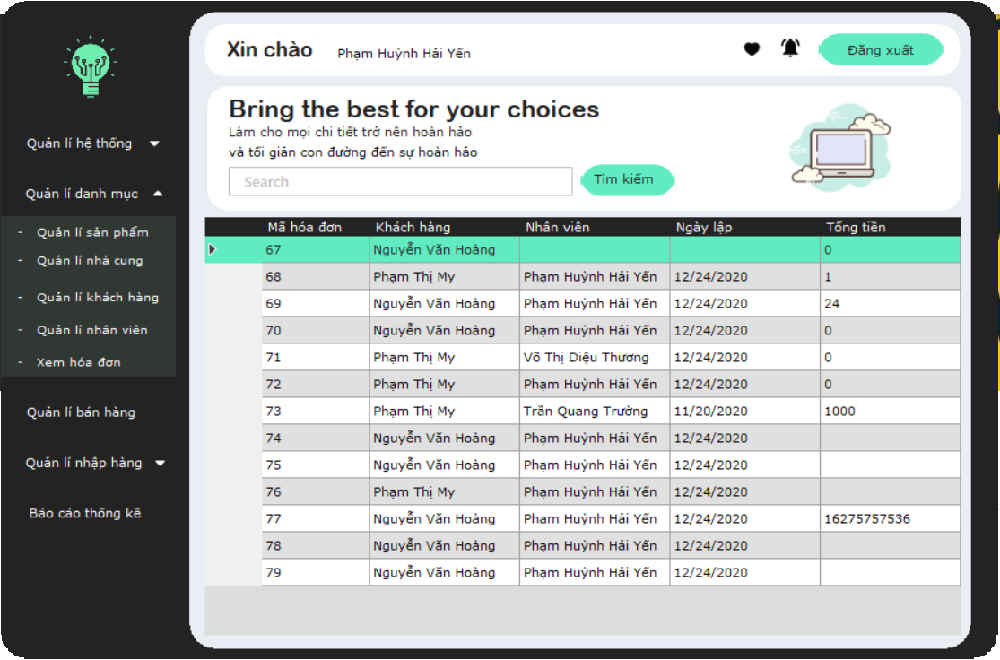 Xin chào Phạm Huỳnh Hải Yến Đăng xuất
Bring the best for your choices
Làm cho mọi chi tiết trở nên hoàn hảo
và tối giản con đường đến sự hoàn hảo
Search Tìm kiếm
Quản lí hệ thống
Quản lí danh mục
- Quản lí sản phẩm
- Quản lí nhà cung
- Quản lí khách hàng
- Quản lí nhân viên
- Xem hóa đơn
Quản lí bán hàng
Quản lí nhập hàng
Báo cáo thống kê
Mã hóa đơn Khách hàng Nhân viên Ngày lập Tổng tiền
67 Nguyễn Văn Hoàng 0
68 Phạm Thị My Phạm Huỳnh Hải Yến 12/24/2020 1
69 Nguyễn Văn Hoàng Phạm Huỳnh Hải Yến 12/24/2020 24
70 Nguyễn Văn Hoàng Phạm Huỳnh Hải Yến 12/24/2020 0
71 Phạm Thị My Võ Thị Diệu Thương 12/24/2020 0
72 Phạm Thị My Phạm Huỳnh Hải Yến 12/24/2020 0
73 Phạm Thị My Trần Quang Trường 11/20/2020 1000
74 Nguyễn Văn Hoàng Phạm Huỳnh Hải Yến 12/24/2020
75 Nguyễn Văn Hoàng Phạm Huỳnh Hải Yến 12/24/2020
76 Phạm Thị My Phạm Huỳnh Hải Yến 12/24/2020
77 Nguyễn Văn Hoàng Phạm Huỳnh Hải Yến 12/24/2020 16275757536
78 Nguyễn Văn Hoàng Phạm Huỳnh Hải Yến 12/24/2020
79 Nguyễn Văn Hoàng Phạm Huỳnh Hải Yến 12/24/2020